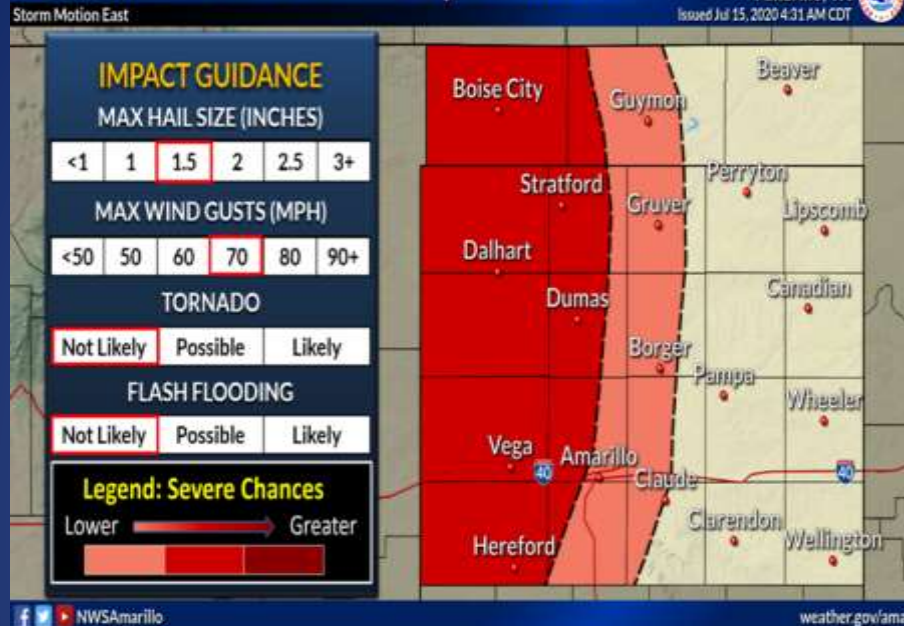 Storm Motion East
Issued Jul 15, 2020 4:31 AM CDT
IMPACT GUIDANCE
MAX HAIL SIZE (INCHES)
<1 1 1.5 2 2.5 3+
MAX WIND GUSTS (MPH)
<50 50 60 70 80 90+
TORNADO
Not Likely Possible Likely
FLASH FLOODING
Not Likely Possible Likely
Legend: Severe Chances
Lower Greater
Boise City
Guymon
Beaver
Stratford
Gruver
Perryton
Lipscomb
Dalhart
Dumas
Canadian
Borger
Pampa
Wheeler
Vega
40
Amarillo
Claude
40
Hereford
Clarendon
Wellington
NWSAmarillo
weather.gov/ama